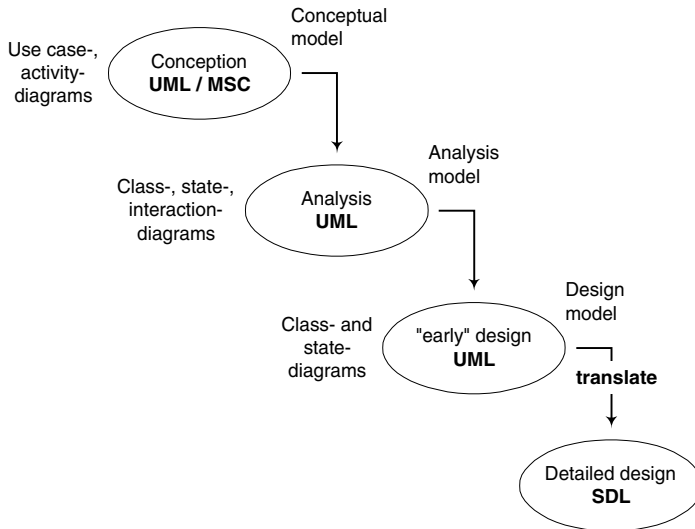 Conceptual
model
Use case-,
activity-
diagrams
Conception
UML / MSC
Analysis
model
Class-, state-,
interaction-
diagrams
Analysis
UML
Design
model
Class- and
state-
diagrams
"early" design
UML
translate
Detailed design
SDL